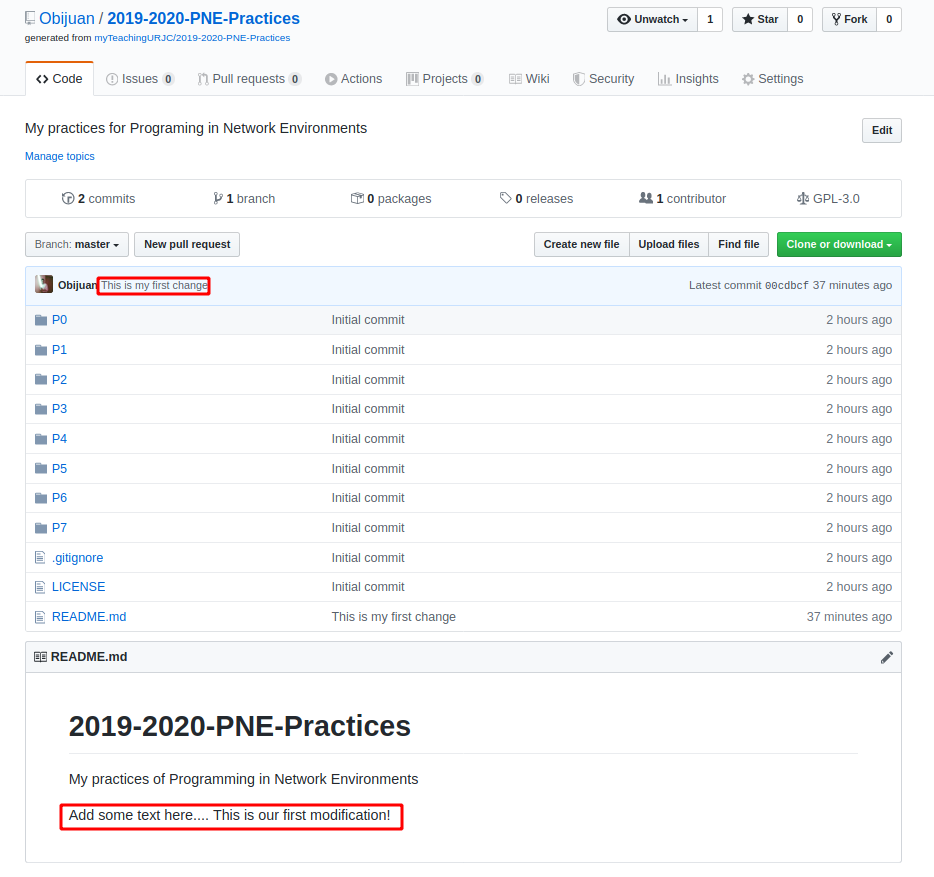 Obijuan / 2019-2020-PNE-Practices Unwatch 1 Star 0 Fork 0
generated from myTeachingURJC/2019-2020-PNE-Practices
Code Issues 0 Pull requests 0 Actions Projects 0 Wiki Security Insights Settings
My practices for Programing in Network Environments Edit
Manage topics
2 commits 1 branch 0 packages 0 releases 1 contributor GPL-3.0
Branch: master New pull request Create new file Upload files Find file Clone or download
Obijuan This is my first change Latest commit 00cdbcf 37 minutes ago
P0 Initial commit 2 hours ago
P1 Initial commit 2 hours ago
P2 Initial commit 2 hours ago
P3 Initial commit 2 hours ago
P4 Initial commit 2 hours ago
P5 Initial commit 2 hours ago
P6 Initial commit 2 hours ago
P7 Initial commit 2 hours ago
.gitignore Initial commit 2 hours ago
LICENSE Initial commit 2 hours ago
README.md This is my first change 37 minutes ago
README.md
2019-2020-PNE-Practices
My practices of Programming in Network Environments
Add some text here.... This is our first modification!